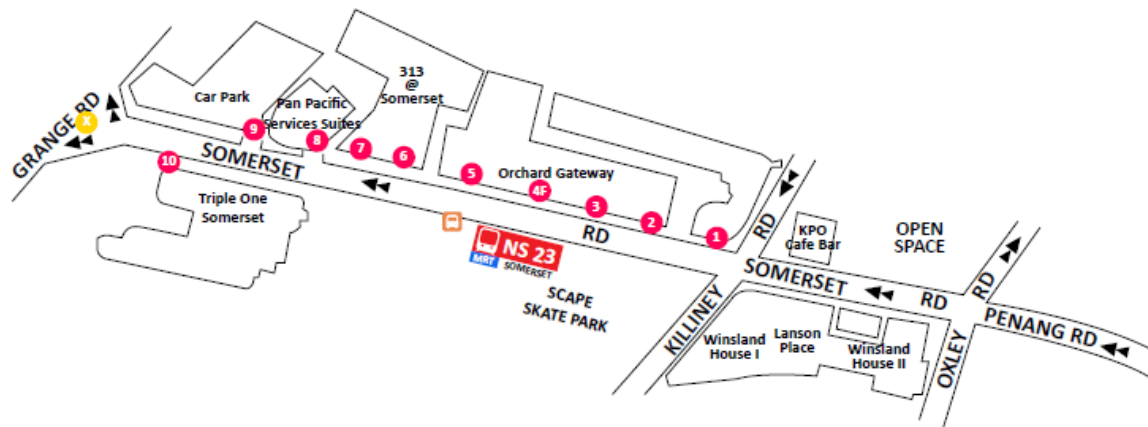 313
@
Somerset
Car Park
Pan Pacific
Services Suites
GRANGE RD
X
9
8
7
6
10
SOMERSET
5
Orchard Gateway
4F
3
2
1
RD
Triple One
Somerset
NS 23
MRT
SOMERSET
SCAPE
SKATE PARK
RD
KPO
Cafe Bar
OPEN
SPACE
SOMERSET
RD
RD
PENANG RD
KILLINEY
Winsland
House I
Lanson
Place
Winsland
House II
OXLEY